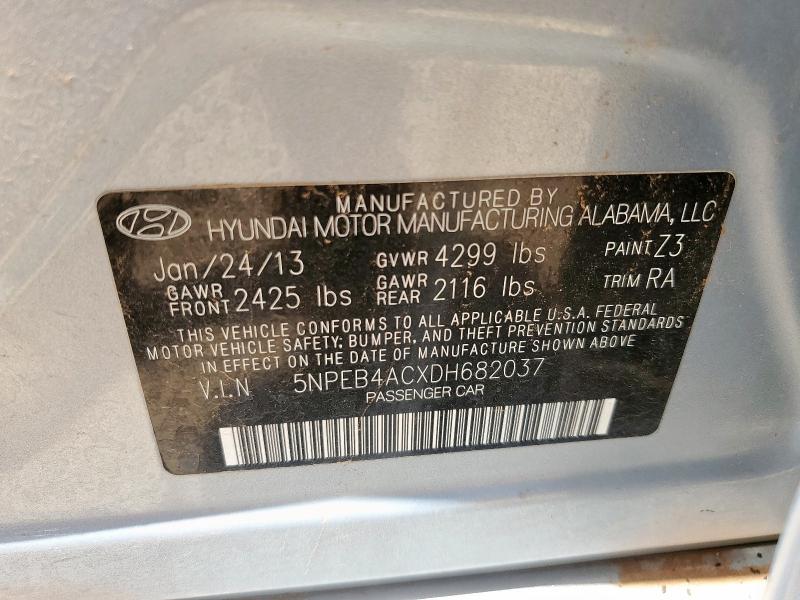 MANUFACTURED BY
HYUNDAI MOTOR MANUFACTURING ALABAMA, LLC
Jan/24/13 GVWR 4299 lbs PAINT Z3
GAWR FRONT 2425 lbs GAWR REAR 2116 lbs TRIM RA
THIS VEHICLE CONFORMS TO ALL APPLICABLE U.S.A. FEDERAL
MOTOR VEHICLE SAFETY; BUMPER, AND THEFT PREVENTION STANDARDS
IN EFFECT ON THE DATE OF MANUFACTURE SHOWN ABOVE
V.I.N 5NPEB4ACXDH682037
PASSENGER CAR